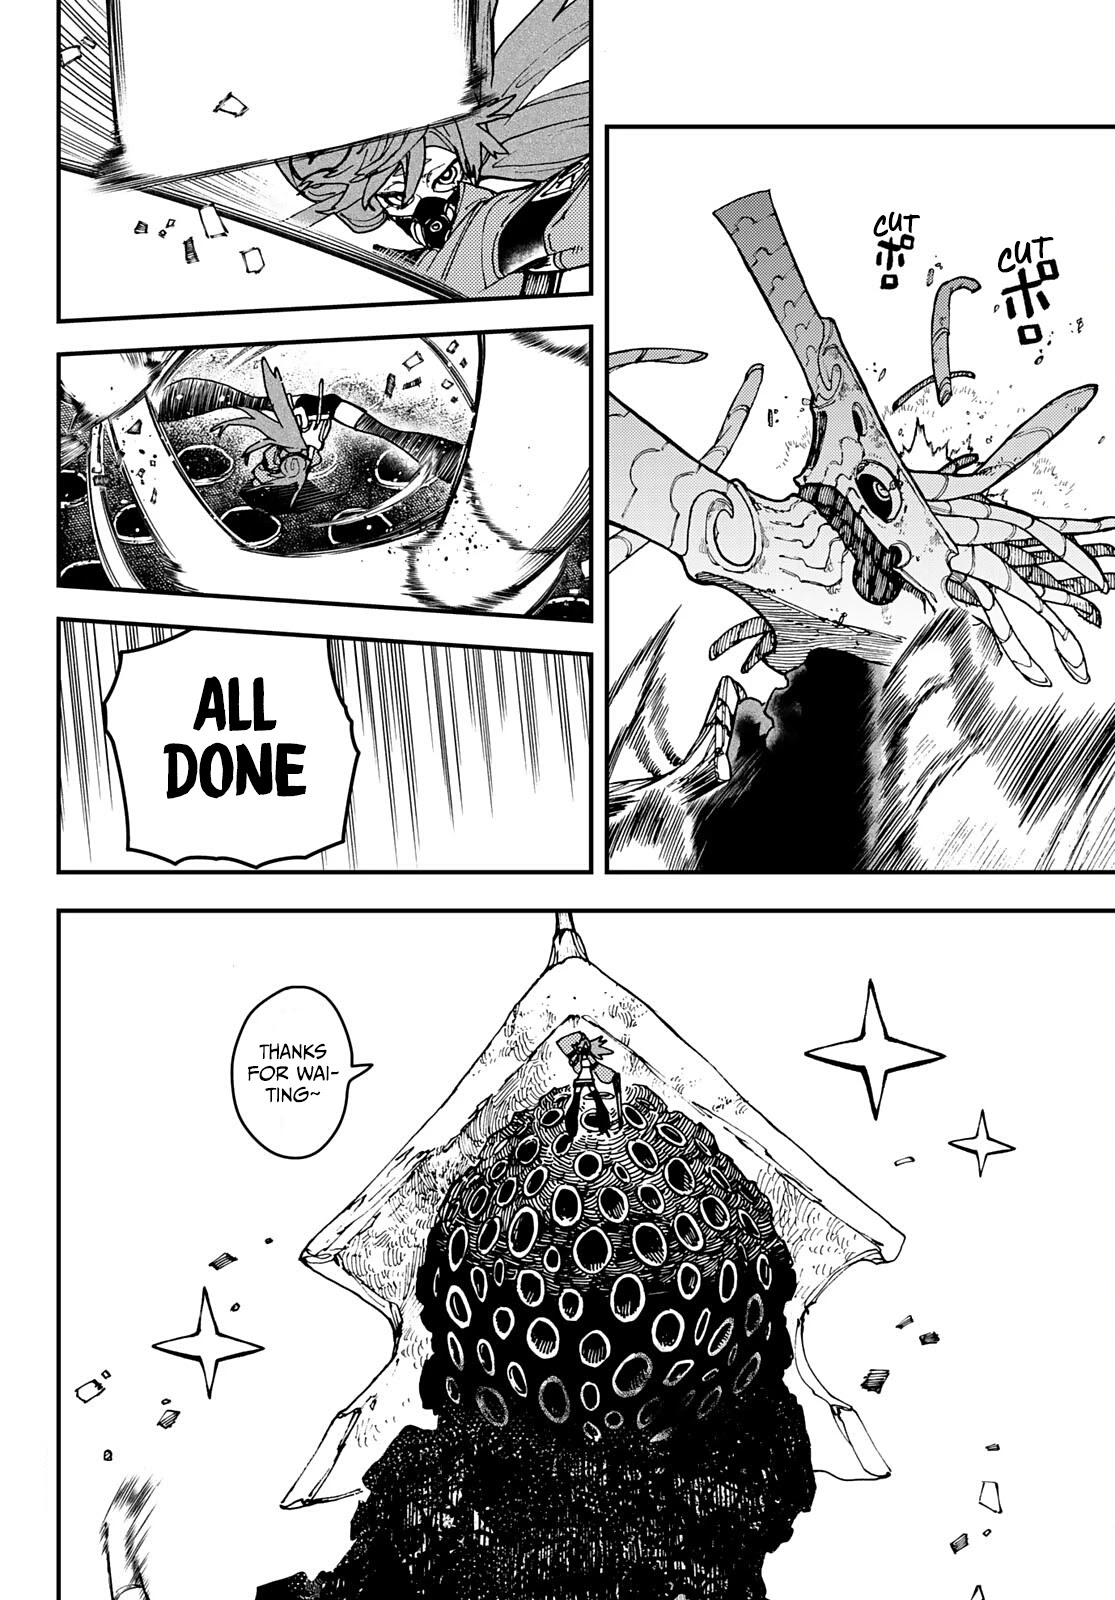 CUT
ポロ
CUT
ポロ
ALL
DONE
THANKS
FOR WAI-
TING~